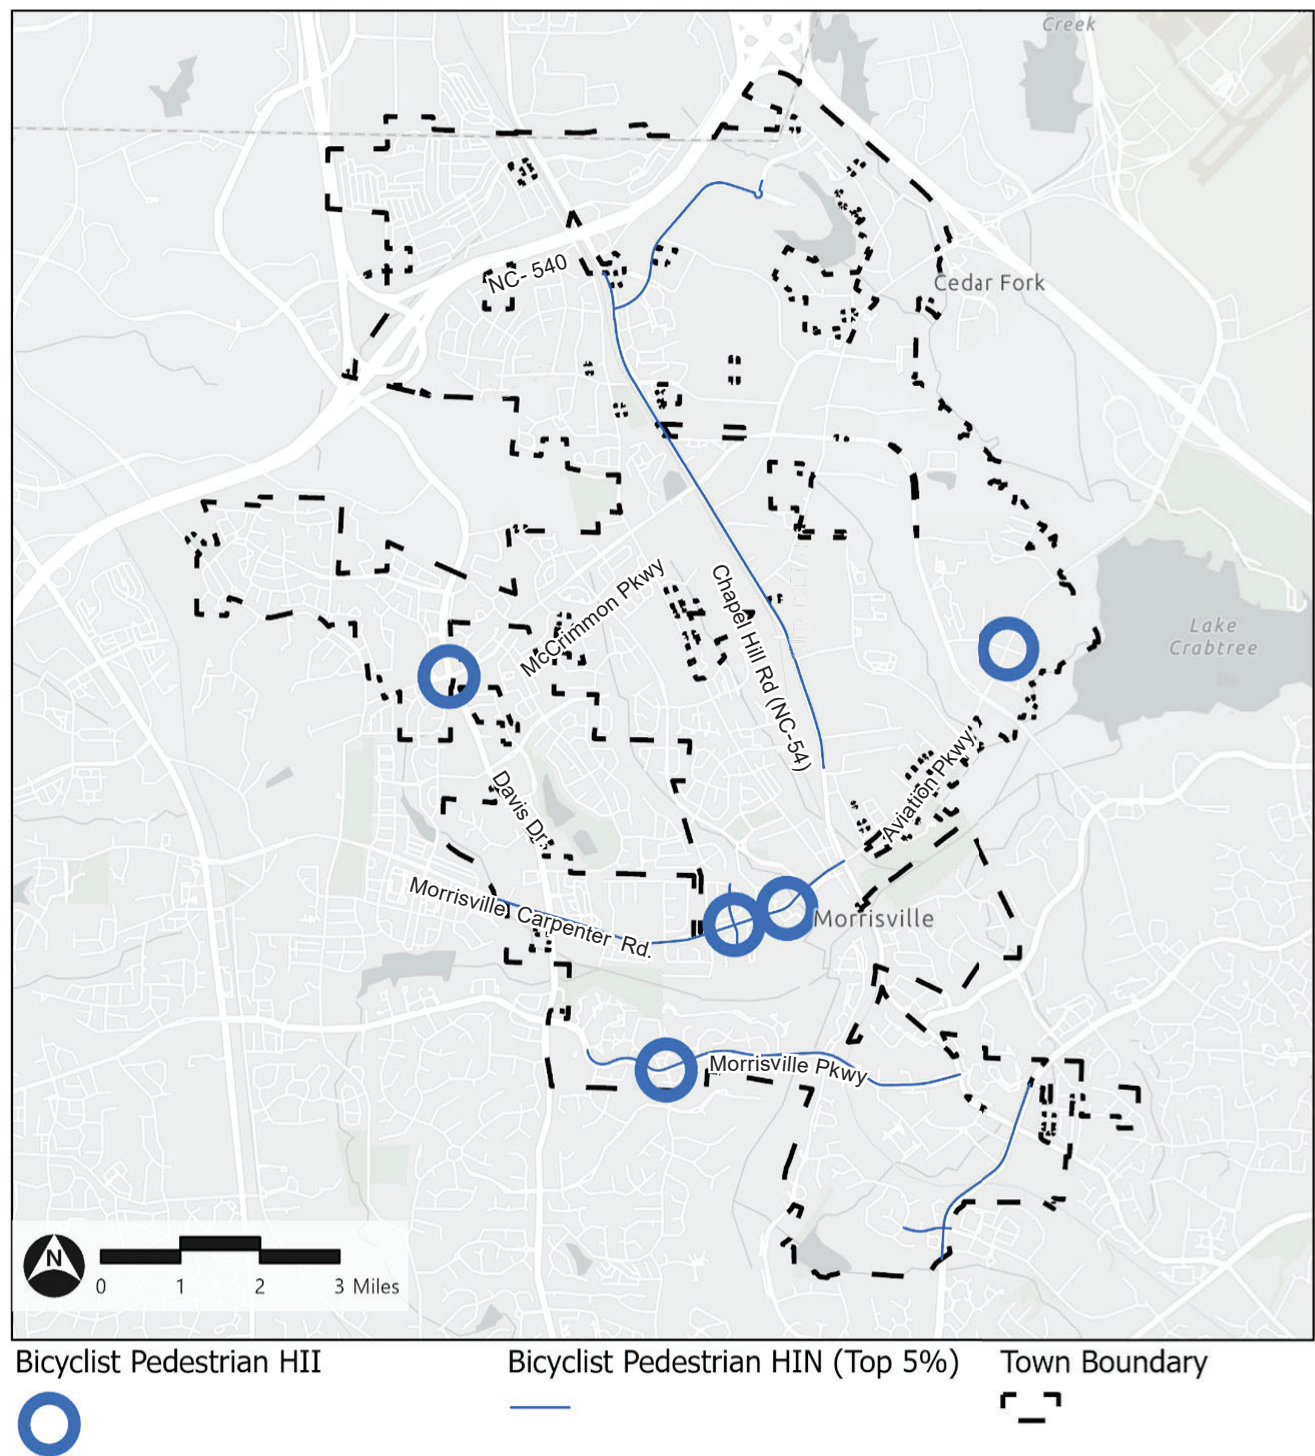 Creek
NC- 540
Cedar Fork
McCrimmon Pkwy
Chapel Hill Rd (NC-54)
Lake
Crabtree
Aviation Pkwy
Davis Dr.
Morrisville Carpenter Rd.
Morrisville
Morrisville Pkwy
N
0 1 2 3 Miles
Bicyclist Pedestrian HII Bicyclist Pedestrian HIN (Top 5%) Town Boundary